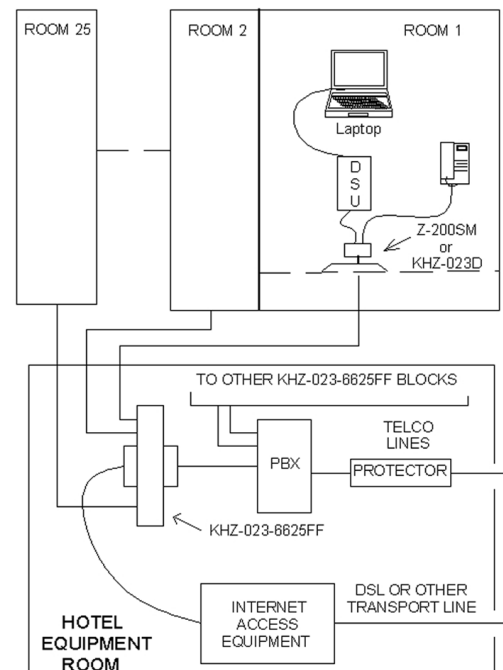 ROOM 25
ROOM 2
ROOM 1
Laptop
D
S
U
Z-200SM
or
KHZ-023D
TO OTHER KHZ-023-6625FF BLOCKS
PBX
TELCO
LINES
PROTECTOR
KHZ-023-6625FF
INTERNET
ACCESS
EQUIPMENT
DSL OR OTHER
TRANSPORT LINE
HOTEL
EQUIPMENT
ROOM